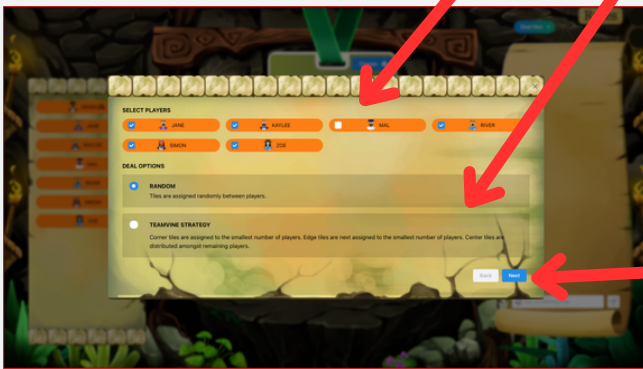 SELECT PLAYERS
JANE
KAYLEE
MAL
RIVER
SIMON
ZOE
DEAL OPTIONS
RANDOM
Tiles are assigned randomly between players.
TEAMVINE STRATEGY
Corner tiles are assigned to the smallest number of players. Edge tiles are next assigned to the smallest number of players. Center tiles are
distributed amongst remaining players.
Back
Next